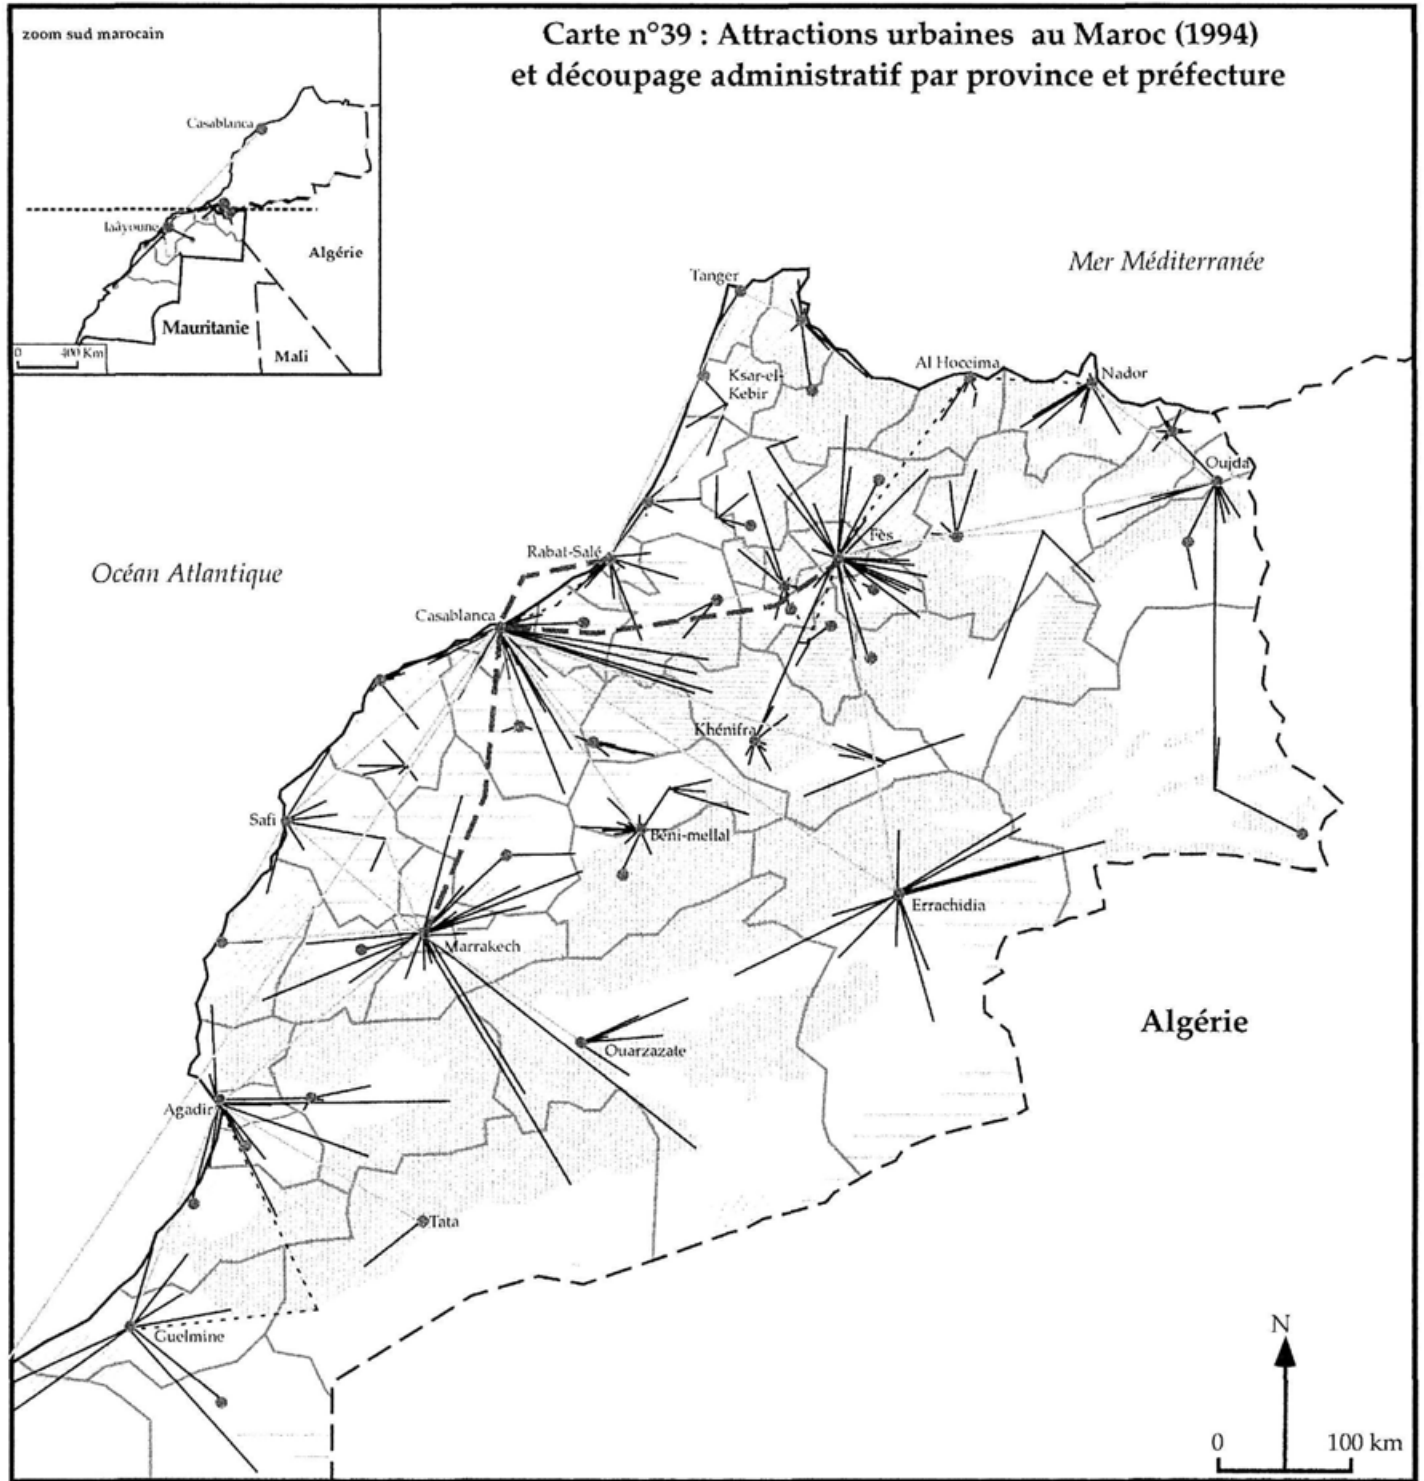 zoom sud marocain
Carte n°39 : Attractions urbaines au Maroc (1994)
et découpage administratif par province et préfecture
Casablanca
laâyoune
Algérie
Mauritanie
Mali
0 400 Km
Mer Méditerranée
Océan Atlantique
Tanger
Ksar-el-
Kebir
Al Hoceima
Nador
Oujda
Fès
Rabat-Salé
Casablanca
Khénifra
Safi
Béni-mellal
Errachidia
Marrakech
Ouarzazate
Agadir
Tata
Guelmine
Algérie
N
0 100 km